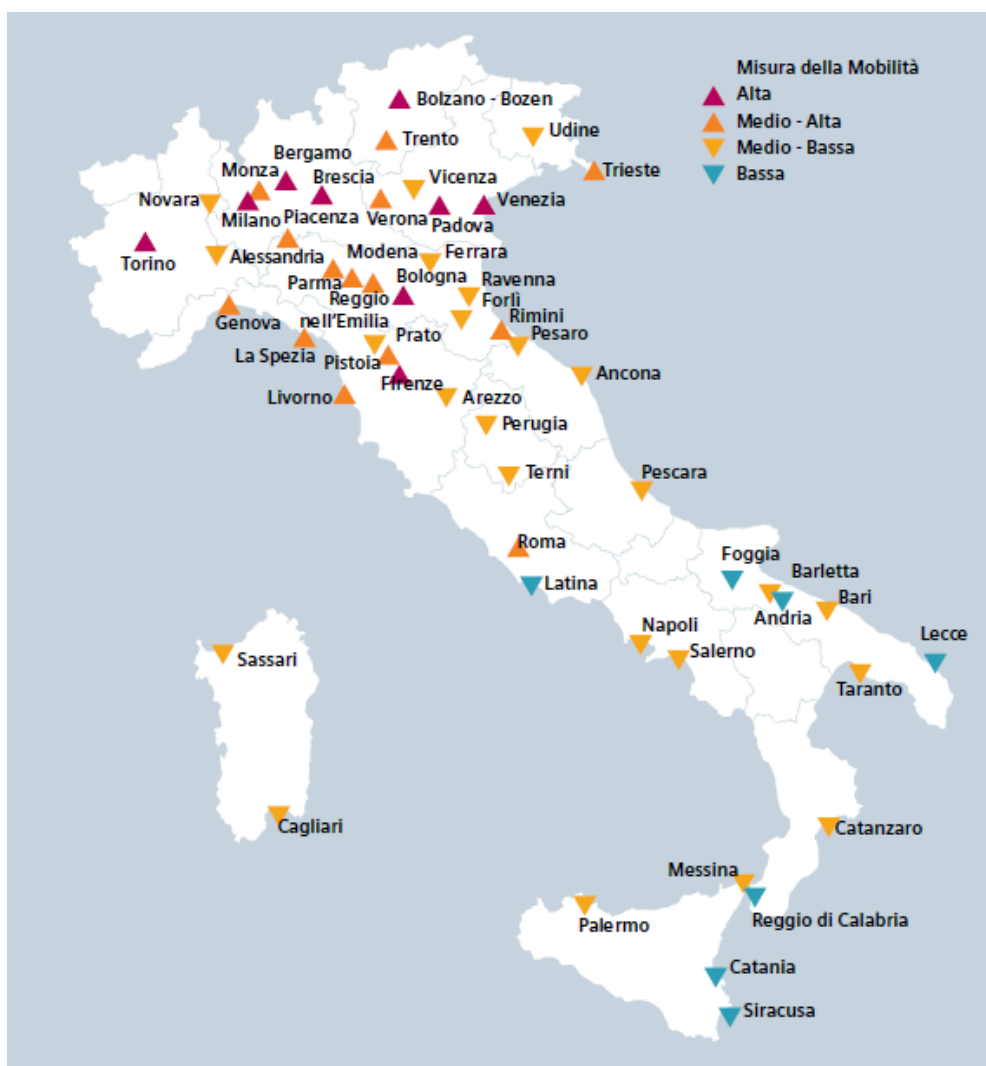 Misura della Mobilità
Alta
Medio - Alta
Medio - Bassa
Bassa
Bolzano - Bozen
Trento
Udine
Trieste
Bergamo
Monza
Brescia
Vicenza
Novara
Milano
Piacenza
Verona
Padova
Venezia
Torino
Alessandria
Modena
Ferrara
Parma
Bologna
Ravenna
Reggio
nell'Emilia
Forlì
Genova
Rimini
Prato
Pesaro
La Spezia
Pistoia
Firenze
Ancona
Livorno
Arezzo
Perugia
Terni
Pescara
Roma
Latina
Foggia
Barletta
Andria
Bari
Napoli
Salerno
Lecce
Taranto
Sassari
Cagliari
Catanzaro
Messina
Reggio di Calabria
Palermo
Catania
Siracusa